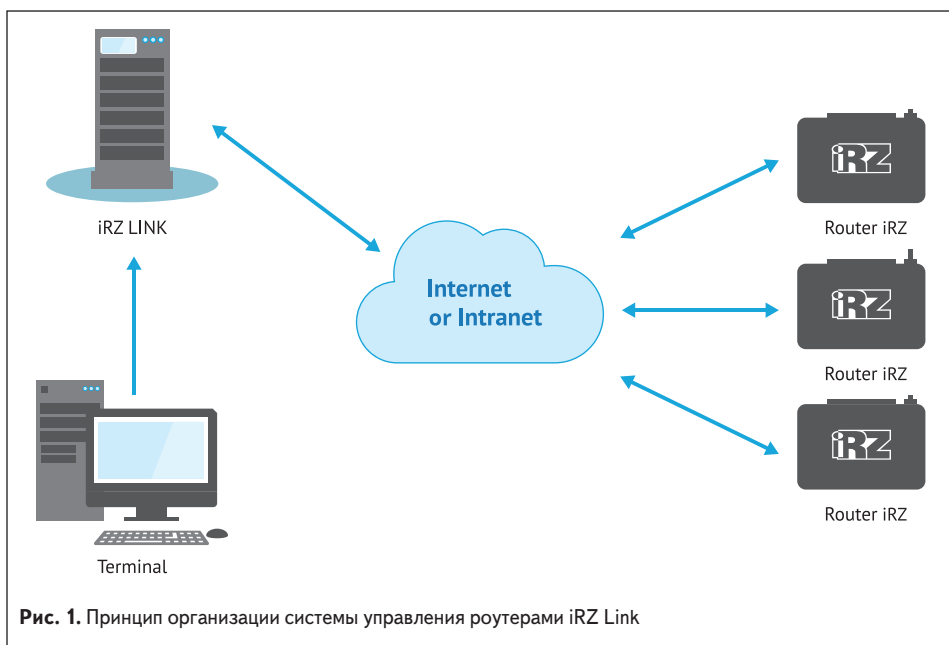 iRZ LINK
Terminal
Internet
or Intranet
iRZ
Router iRZ
iRZ
Router iRZ
iRZ
Router iRZ
Рис. 1. Принцип организации системы управления роутерами iRZ Link